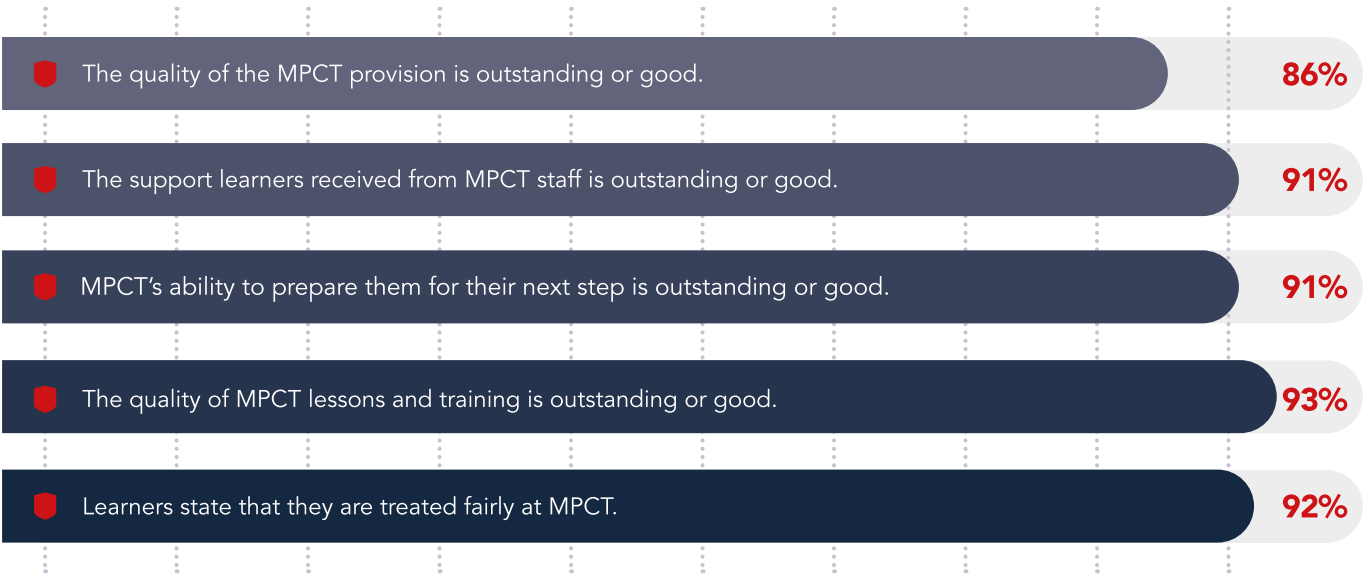 The quality of the MPCT provision is outstanding or good. 86%
The support learners received from MPCT staff is outstanding or good. 91%
MPCT’s ability to prepare them for their next step is outstanding or good. 91%
The quality of MPCT lessons and training is outstanding or good. 93%
Learners state that they are treated fairly at MPCT. 92%